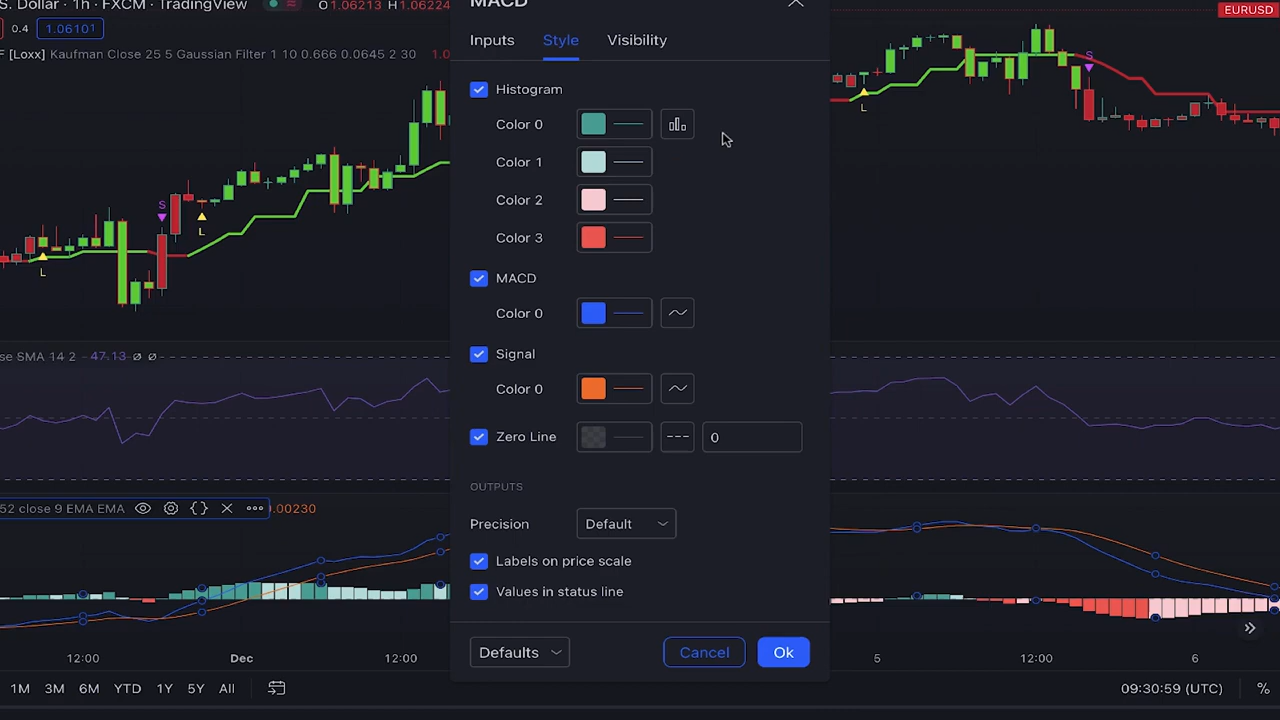 S. Dollar · 1h · FXCM · TradingView
O1.06213 H1.06224
MACD
EURUSD
0.4 1.06101
F [Loxx] Kaufman Close 25 5 Gaussian Filter 1 10 0.666 0.0645 2 30 1.0
Inputs Style Visibility
Histogram
Color 0
Color 1
Color 2
Color 3
MACD
Color 0
Signal
Color 0
Zero Line 0
OUTPUTS
Precision Default
Labels on price scale
Values in status line
Defaults Cancel Ok
S
L
S
L
L
se SMA 14 2 47.13 ∅ ∅
52 close 9 EMA EMA 0.00230
12:00 Dec 12:00 5 12:00 6
1M 3M 6M YTD 1Y 5Y All
09:30:59 (UTC) %